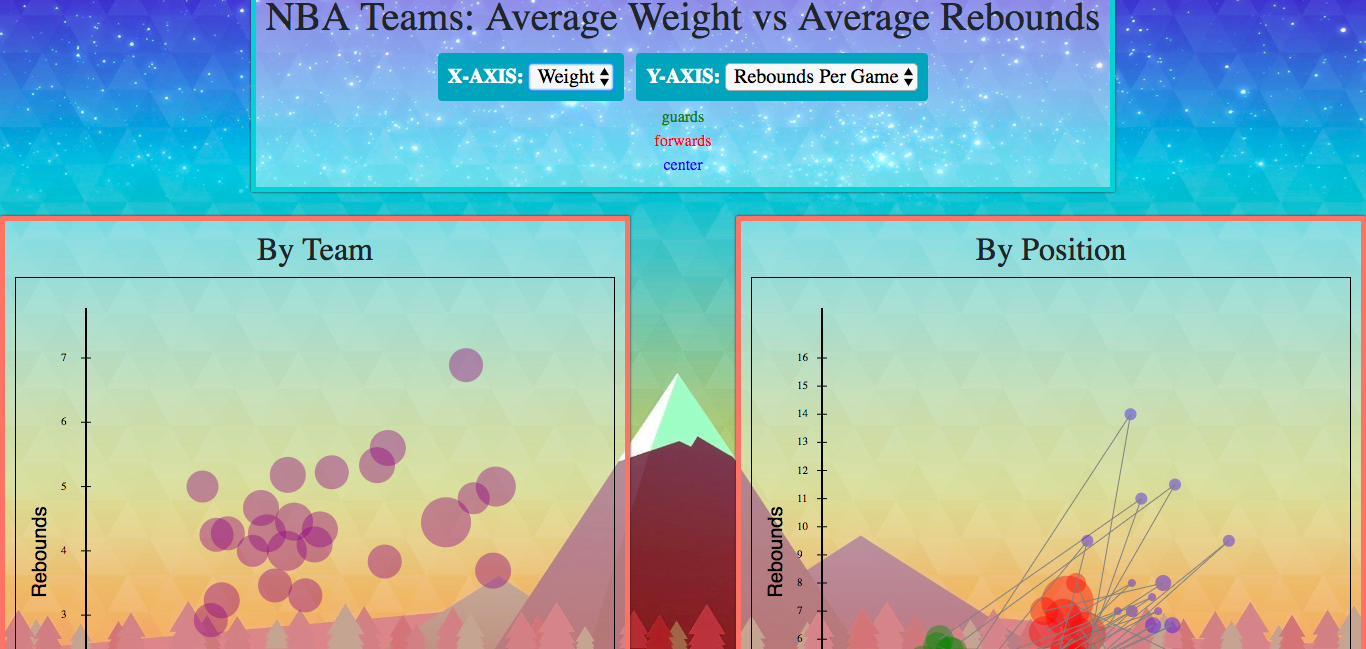 NBA Teams: Average Weight vs Average Rebounds
X-AXIS: Weight Y-AXIS: Rebounds Per Game
guards
forwards
center
By Team
7
6
5
4
3
Rebounds
By Position
16
15
14
13
12
11
10
9
8
7
6
Rebounds